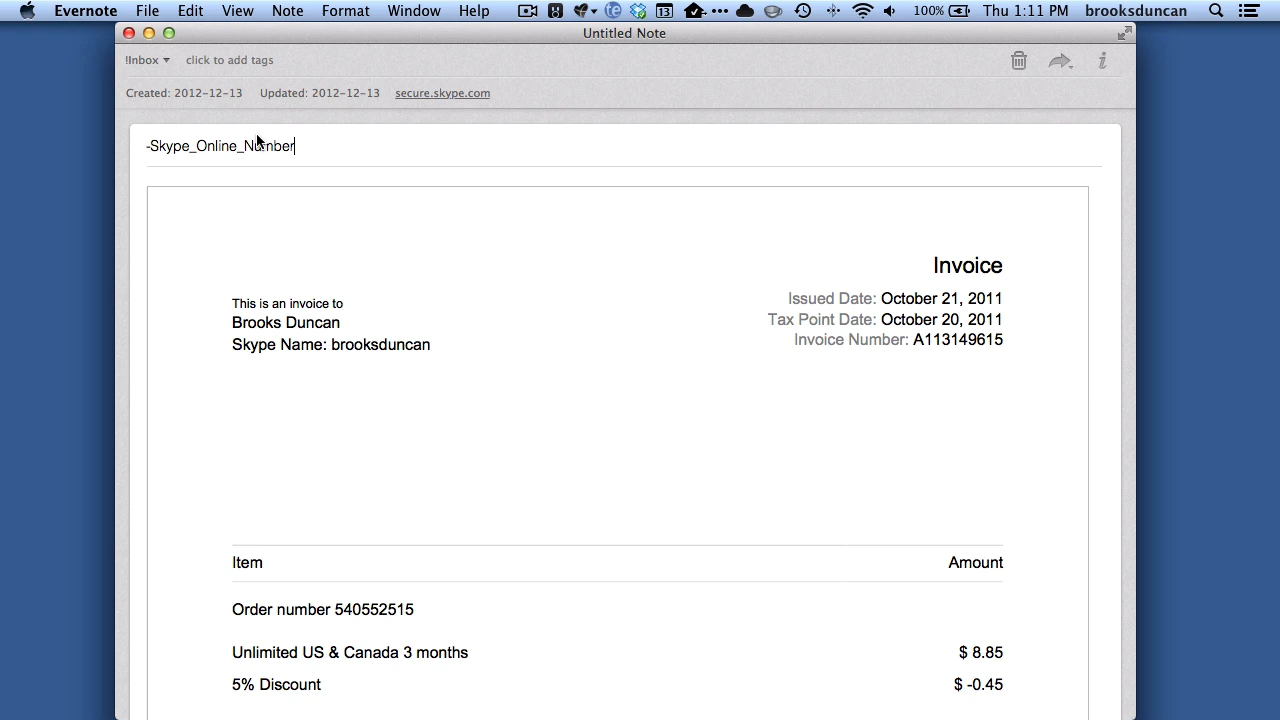 Evernote File Edit View Note Format Window Help 13 100% Thu 1:11 PM brooksduncan
Untitled Note
!Inbox click to add tags
Created: 2012-12-13 Updated: 2012-12-13 secure.skype.com
-Skype_Online_Number
Invoice
Issued Date: October 21, 2011
Tax Point Date: October 20, 2011
Invoice Number: A113149615
This is an invoice to
Brooks Duncan
Skype Name: brooksduncan
Item Amount
Order number 540552515
Unlimited US & Canada 3 months $ 8.85
5% Discount $ -0.45